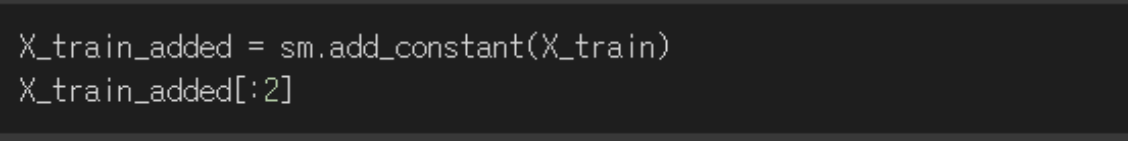 X_train_added = sm.add_constant(X_train)
X_train_added[:2]